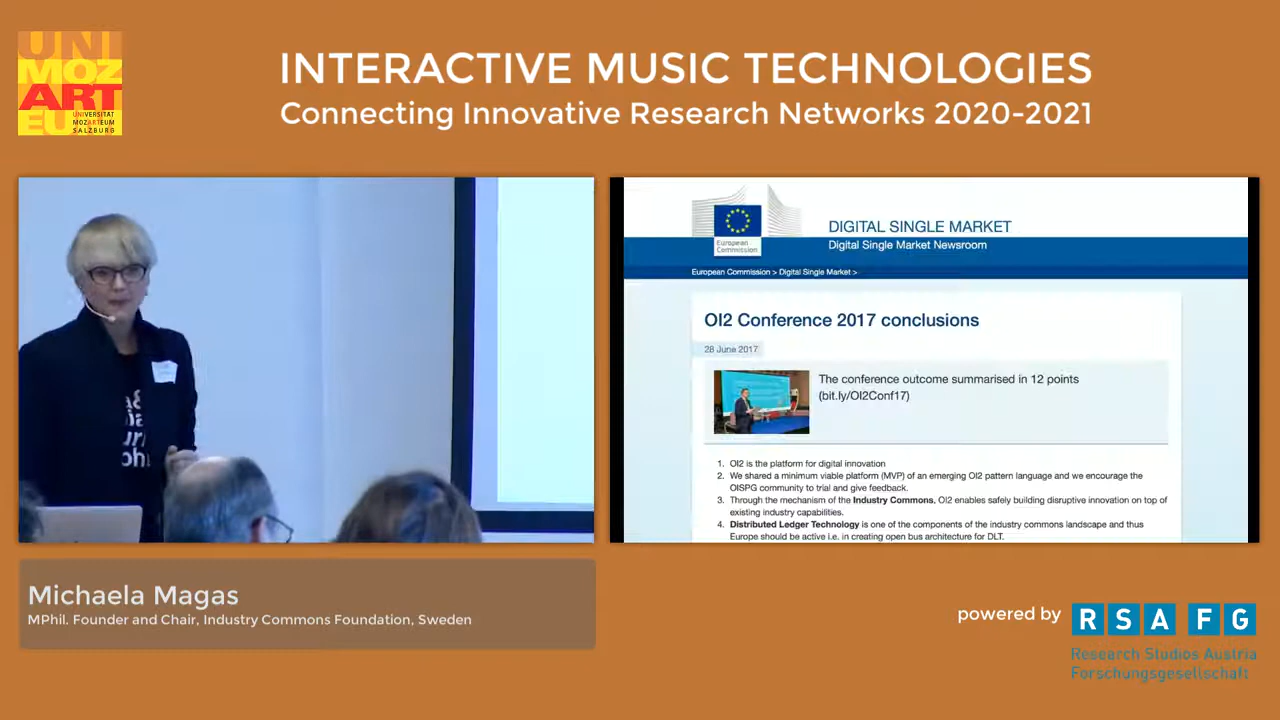 UNI
MOZ
ART
EU
UNIVERSITÄT
MOZARTEUM
SALZBURG
INTERACTIVE MUSIC TECHNOLOGIES
Connecting Innovative Research Networks 2020-2021
European
Commission
DIGITAL SINGLE MARKET
Digital Single Market Newsroom
European Commission > Digital Single Market >
OI2 Conference 2017 conclusions
28 June 2017
The conference outcome summarised in 12 points
(bit.ly/OI2Conf17)
1. OI2 is the platform for digital innovation
2. We shared a minimum viable platform (MVP) of an emerging OI2 pattern language and we encourage the
OISPG community to trial and give feedback.
3. Through the mechanism of the Industry Commons, OI2 enables safely building disruptive innovation on top of
existing industry capabilities.
4. Distributed Ledger Technology is one of the components of the industry commons landscape and thus
Europe should be active i.e. in creating open bus architecture for DLT.
Michaela Magas
MPhil. Founder and Chair, Industry Commons Foundation, Sweden
powered by
RSA FG
Research Studios Austria
Forschungsgesellschaft